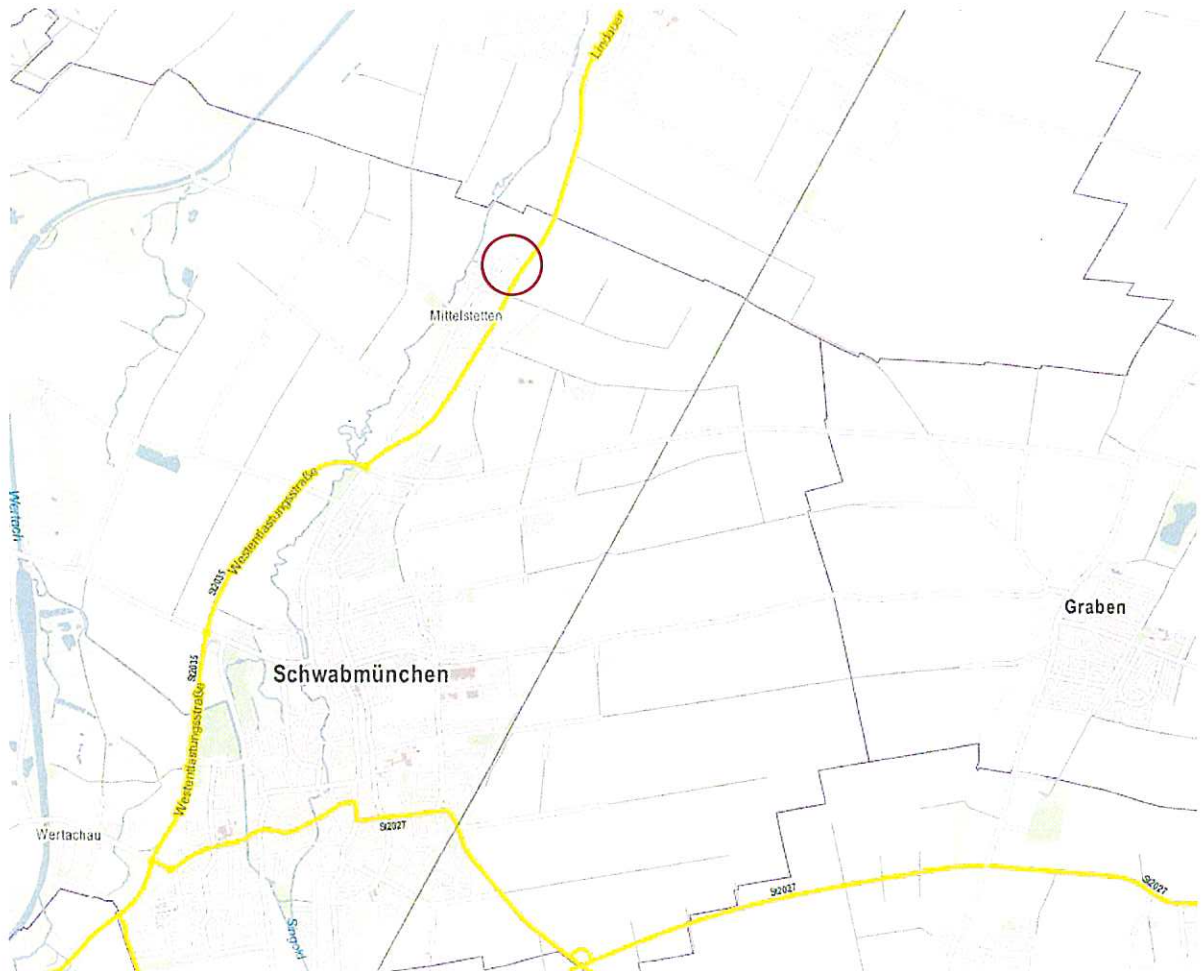 Lindauer
Mittelstetten
Wertach
Westentlastungsstraße
St2035
Graben
Schwabmünchen
St2035
Westentlastungsstraße
Wertachau
St2027
St2027
St2027
Singold